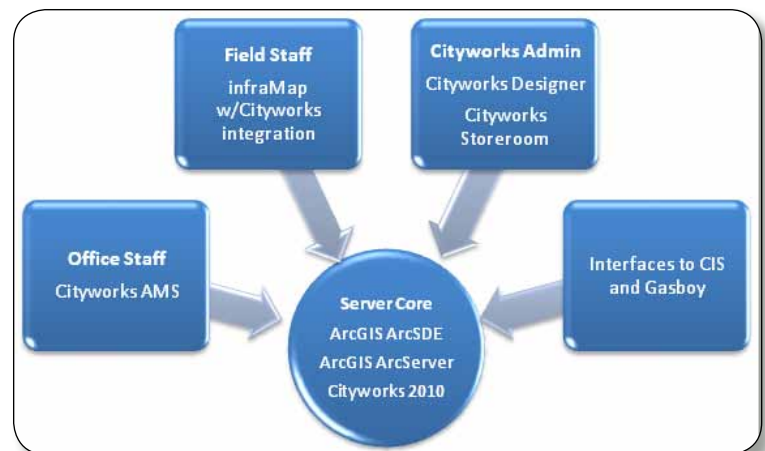 Field Staff
infraMap
w/Cityworks
integration
Cityworks Admin
Cityworks Designer
Cityworks
Storeroom
Office Staff
Cityworks AMS
Interfaces to CIS
and Gasboy
Server Core
ArcGIS ArcSDE
ArcGIS ArcServer
Cityworks 2010